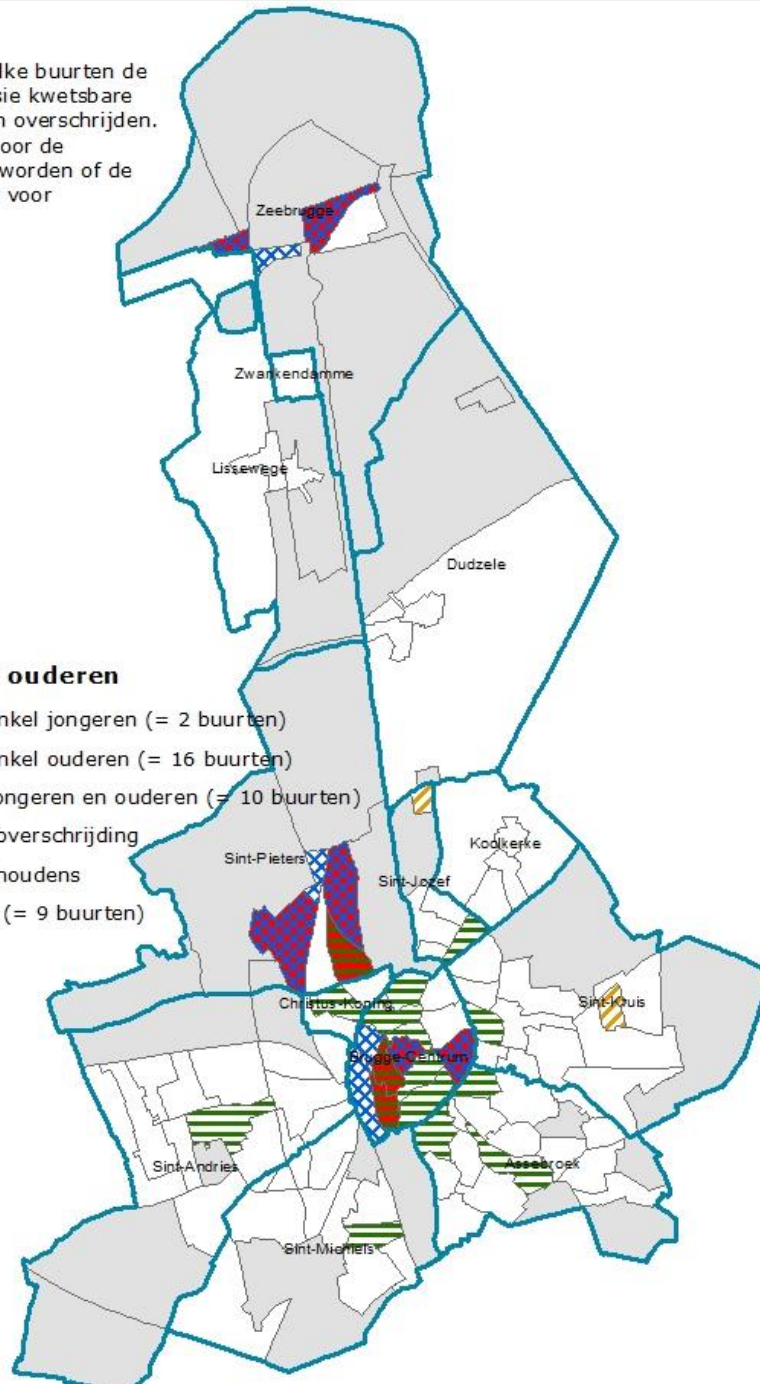 lke buurten de
sie kwetsbare
n overschrijden.
oor de
worden of de
voor
Zeebrugge
Zwankendamme
Lissewege
Dudzele
ouderen
nkel jongeren (= 2 buurten)
nkel ouderen (= 16 buurten)
ongeren en ouderen (= 10 buurten)
overschrijding
houdens
(= 9 buurten)
Koolkerke
Sint-Pieters
Sint-Jozef
Christus-Koning
Sint-Kruis
Brugge-Centrum
Sint-Andries
Assebroek
Sint-Michiels